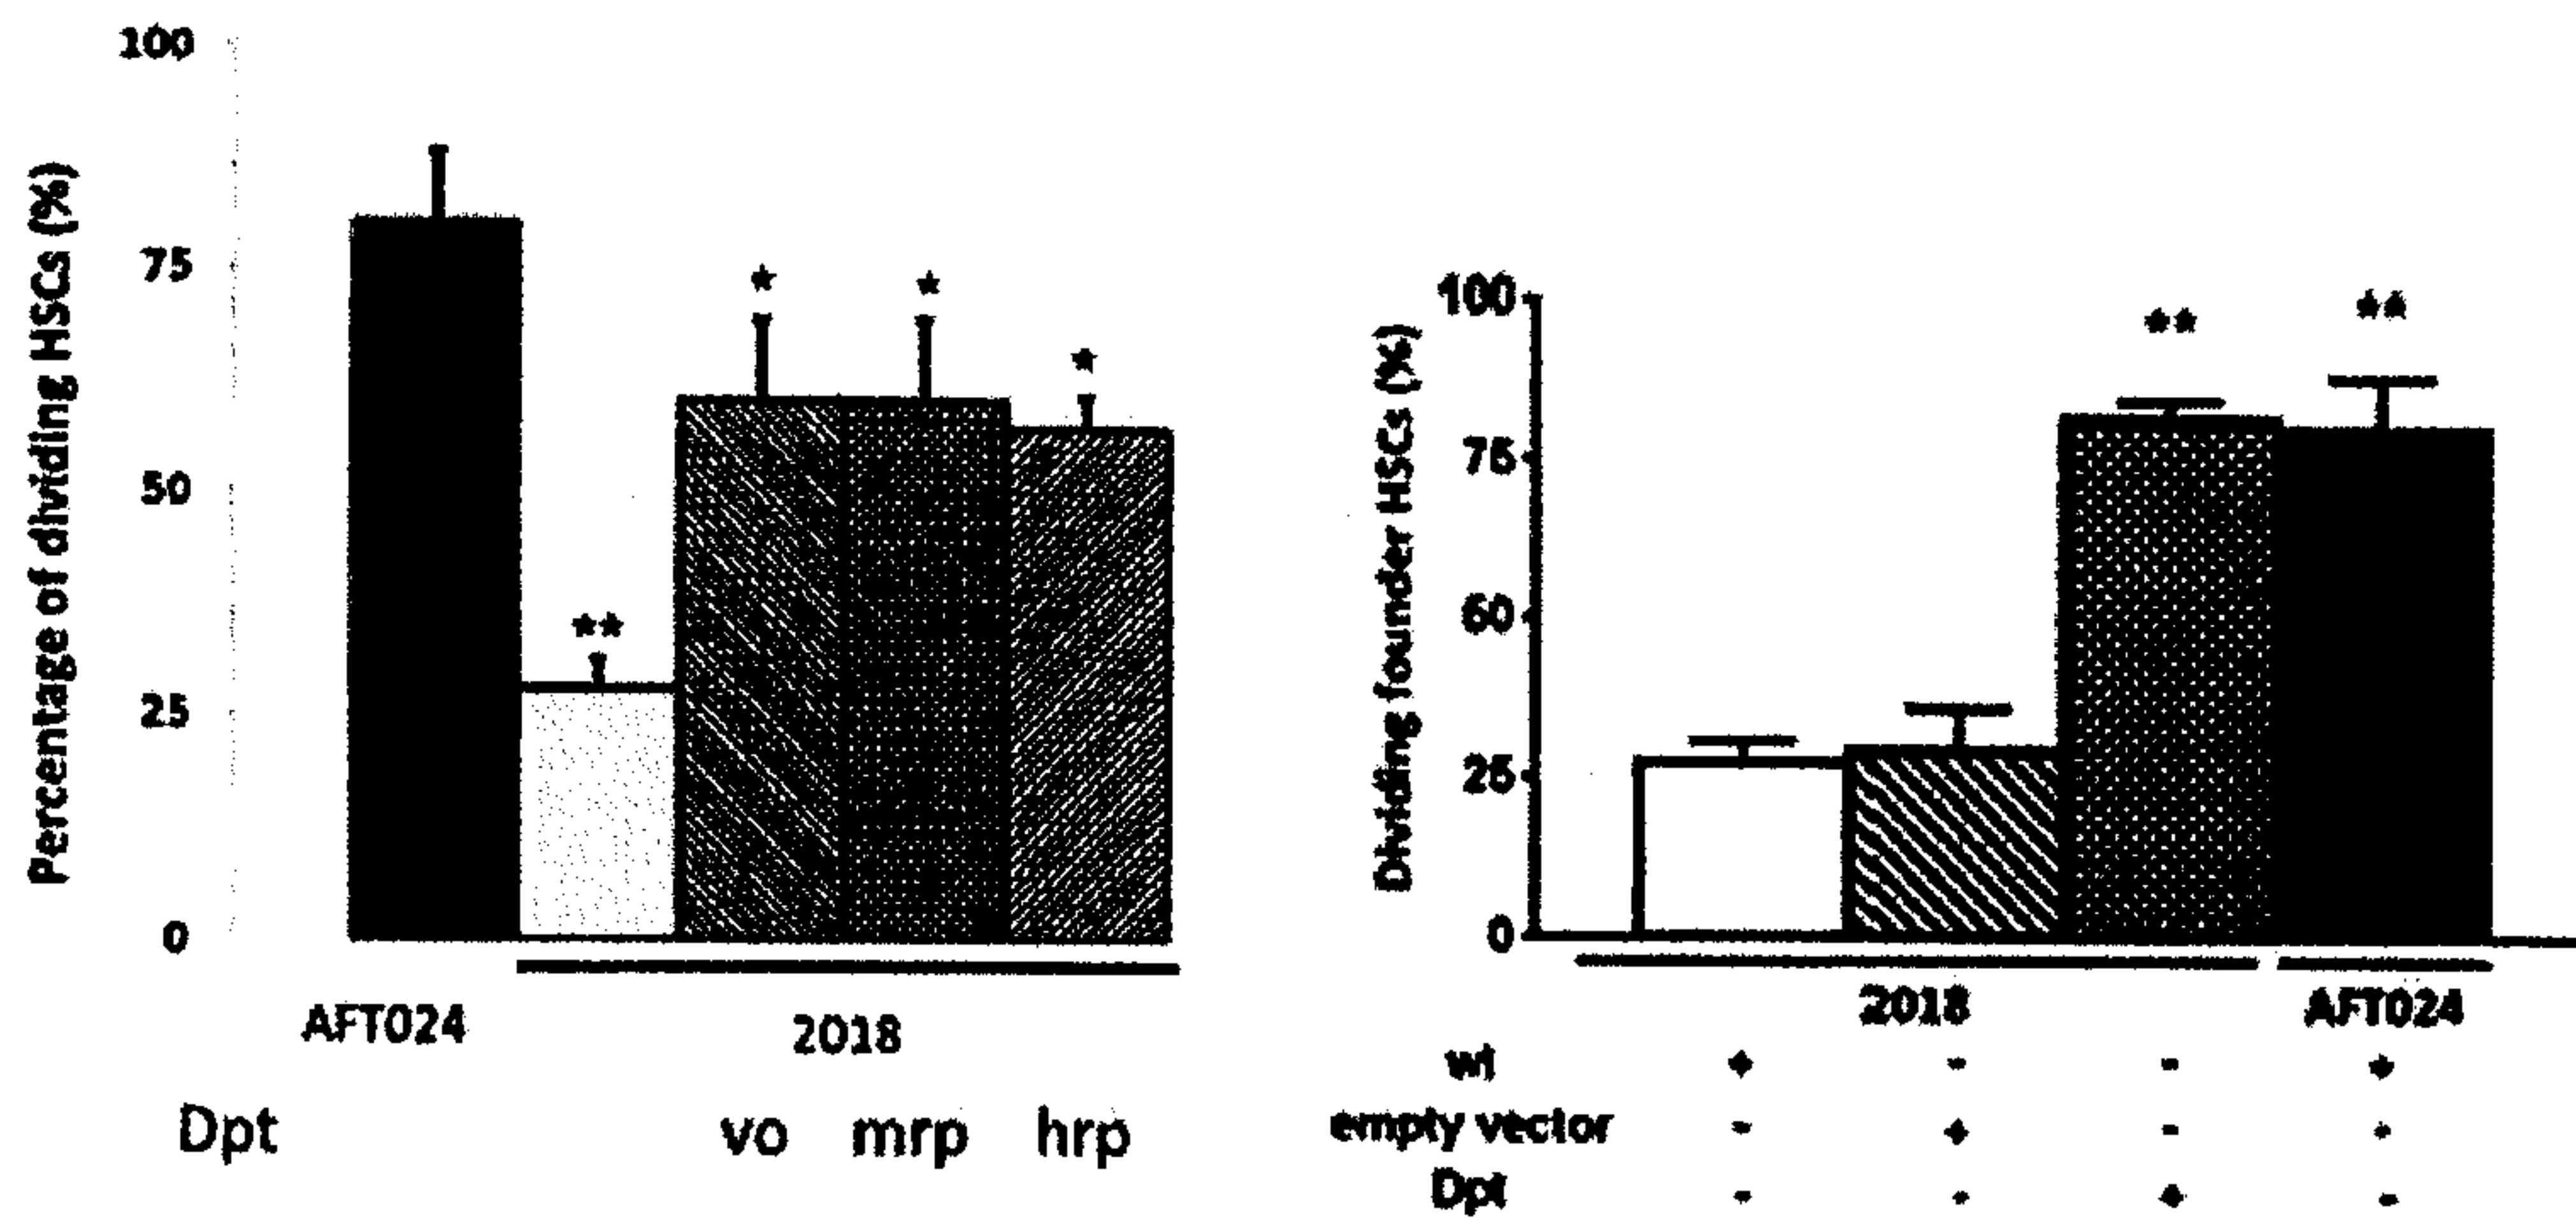 Percentage of dividing HSCs (%)
100
75
50
25
0
*
*
*
**
AFT024
2018
Dpt vo mrp hrp
Dividing founder HSCs (%)
100
75
50
25
0
**
**
2018
AFT024
wt + - - +
empty vector - + - -
Dpt - - + -